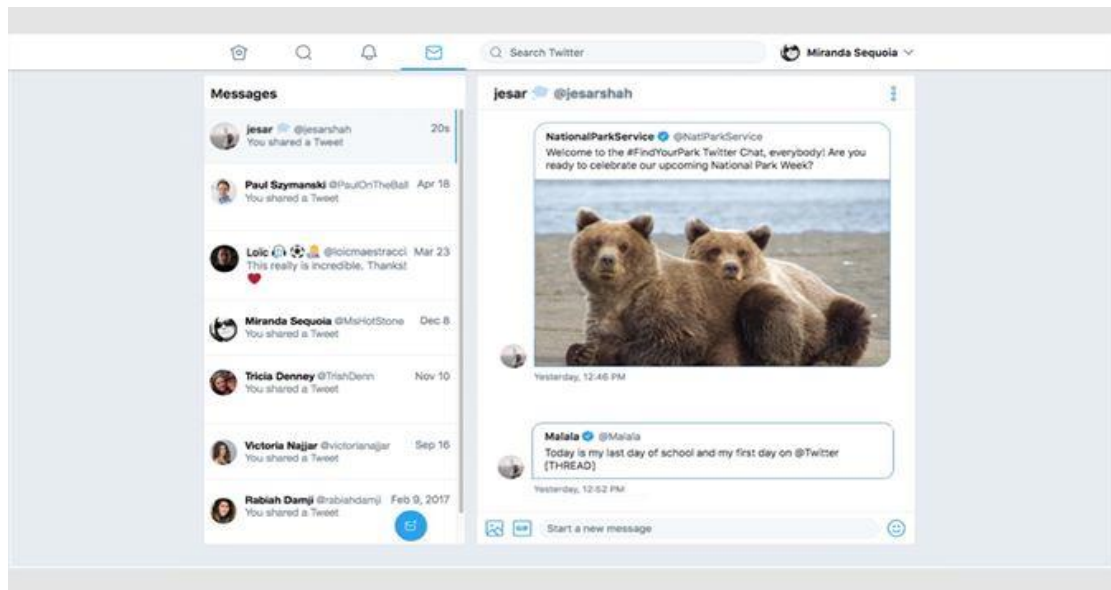 Search Twitter
Miranda Sequoia
Messages
jesar @jesarshah 20s
You shared a Tweet
Paul Szymanski @PaulOnTheBall Apr 18
You shared a Tweet
Loïc @loicmaestracci Mar 23
This really is incredible. Thanks!
Miranda Sequoia @MsHotStone Dec 8
You shared a Tweet
Tricia Denney @TrishDenn Nov 10
You shared a Tweet
Victoria Najjar @victorianajjar Sep 16
You shared a Tweet
Rabiah Damji @rabiahdamji Feb 9, 2017
You shared a Tweet
jesar @jesarshah
NationalParkService @NatlParkService
Welcome to the #FindYourPark Twitter Chat, everybody! Are you
ready to celebrate our upcoming National Park Week?
Yesterday, 12:46 PM
Malala @Malala
Today is my last day of school and my first day on @Twitter
[THREAD]
Yesterday, 12:52 PM
GIF
Start a new message